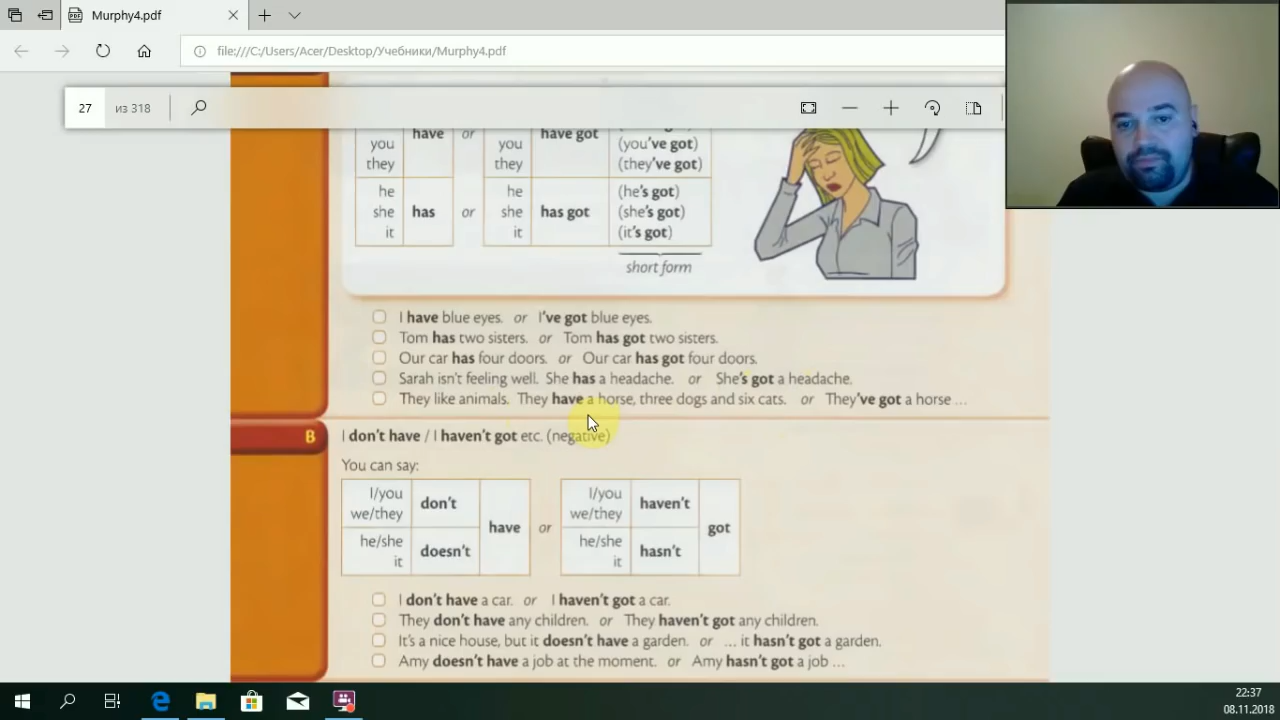 Murphy4.pdf
file:///C:/Users/Acer/Desktop/Учебники/Murphy4.pdf
27 из 318
you have or you have got (you've got)
they they (they've got)
he he (he's got)
she has or she has got (she's got)
it it (it's got)
short form
I have blue eyes. or I've got blue eyes.
Tom has two sisters. or Tom has got two sisters.
Our car has four doors. or Our car has got four doors.
Sarah isn't feeling well. She has a headache. or She's got a headache.
They like animals. They have a horse, three dogs and six cats. or They've got a horse ...
B I don't have / I haven't got etc. (negative)
You can say:
I/you don't I/you haven't
we/they we/they
have or got
he/she doesn't he/she hasn't
it it
I don't have a car. or I haven't got a car.
They don't have any children. or They haven't got any children.
It's a nice house, but it doesn't have a garden. or ... it hasn't got a garden.
Amy doesn't have a job at the moment. or Amy hasn't got a job ...
22:37
08.11.2018